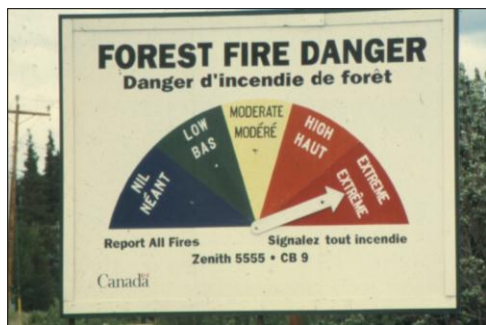 FOREST FIRE DANGER
Danger d'incendie de forêt
NIL
NÉANT
LOW
BAS
MODERATE
MODÉRÉ
HIGH
HAUT
EXTREME
EXTRÊME
Report All Fires
Signalez tout incendie
Zenith 5555 • CB 9
Canada